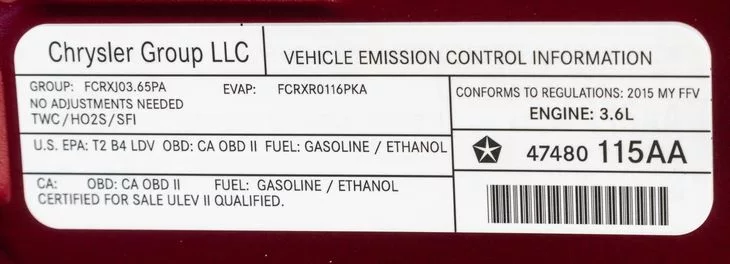 Chrysler Group LLC
VEHICLE EMISSION CONTROL INFORMATION
GROUP: FCRXJ03.65PA EVAP: FCRXR0116PKA
NO ADJUSTMENTS NEEDED
TWC/HO2S/SFI
CONFORMS TO REGULATIONS: 2015 MY FFV
ENGINE: 3.6L
U.S. EPA: T2 B4 LDV OBD: CA OBD II FUEL: GASOLINE / ETHANOL
47480 115AA
CA: OBD: CA OBD II FUEL: GASOLINE / ETHANOL
CERTIFIED FOR SALE ULEV II QUALIFIED.